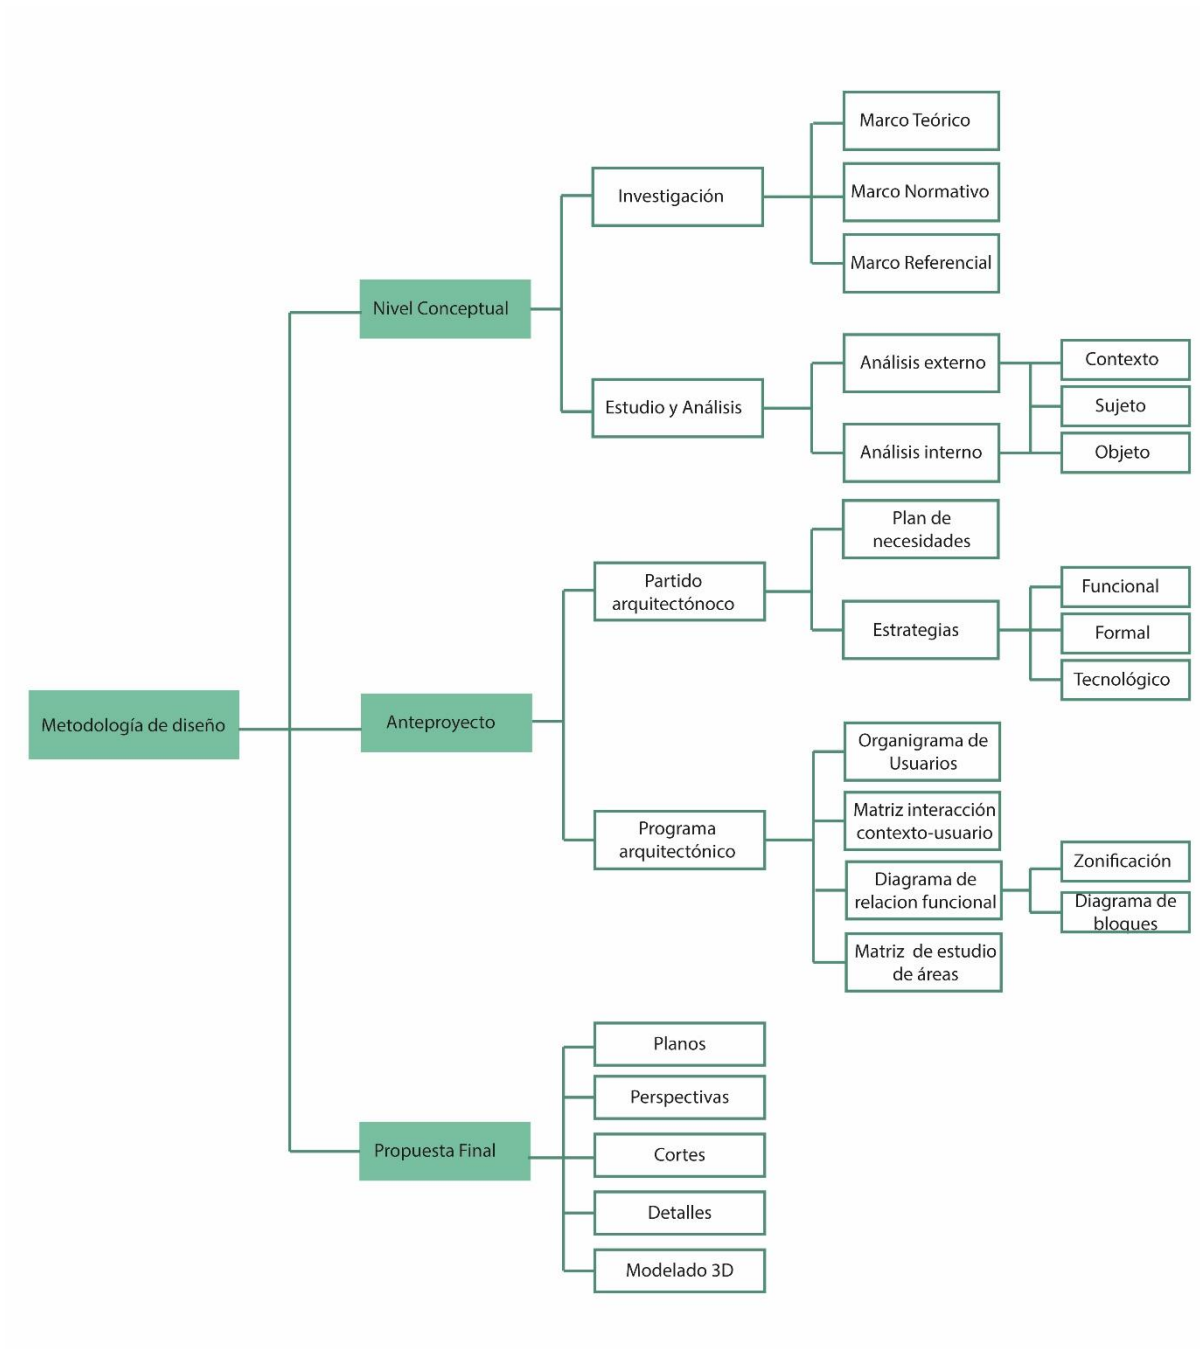 Metodología de diseño
Nivel Conceptual
Investigación
Marco Teórico
Marco Normativo
Marco Referencial
Estudio y Análisis
Análisis externo
Análisis interno
Contexto
Sujeto
Objeto
Anteproyecto
Partido
arquitectónoco
Plan de
necesidades
Estrategias
Funcional
Formal
Tecnológico
Programa
arquitectónico
Organigrama de
Usuarios
Matriz interacción
contexto-usuario
Diagrama de
relacion funcional
Zonificación
Diagrama de
bloques
Matriz de estudio
de áreas
Propuesta Final
Planos
Perspectivas
Cortes
Detalles
Modelado 3D